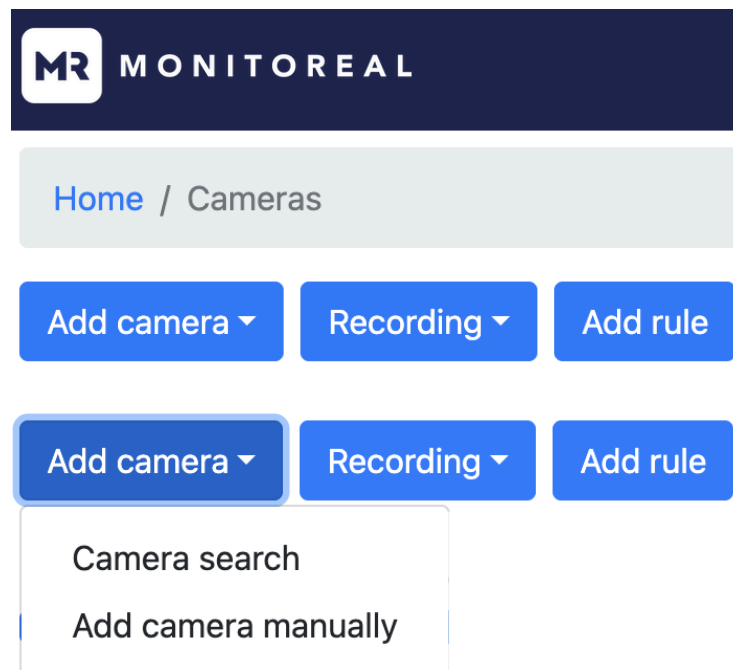 MR MONITOREAL
Home / Cameras
Add camera Recording Add rule
Add camera Recording Add rule
Camera search
Add camera manually